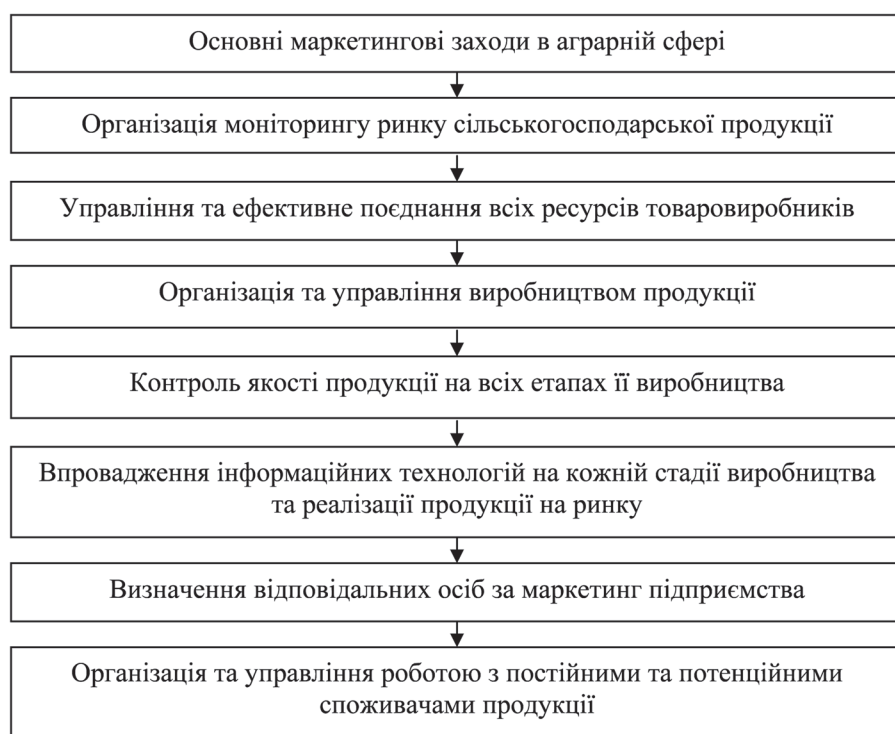 Основні маркетингові заходи в аграрній сфері
Організація моніторингу ринку сільськогосподарської продукції
Управління та ефективне поєднання всіх ресурсів товаровиробників
Організація та управління виробництвом продукції
Контроль якості продукції на всіх етапах її виробництва
Впровадження інформаційних технологій на кожній стадії виробництва
та реалізації продукції на ринку
Визначення відповідальних осіб за маркетинг підприємства
Організація та управління роботою з постійними та потенційними
споживачами продукції